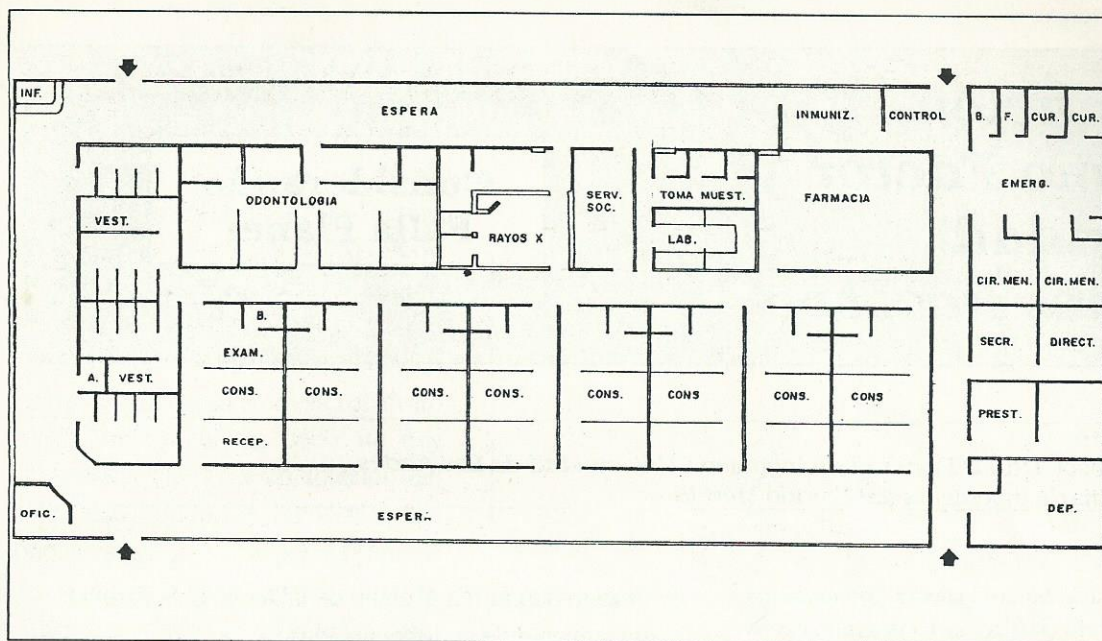 INF.
ESPERA
INMUNIZ.
CONTROL
B.
F.
CUR.
CUR.
ODONTOLOGIA
SERV.
SOC.
TOMA MUEST.
FARMACIA
EMERG.
VEST.
RAYOS X
LAB.
CIR. MEN.
CIR. MEN.
B.
EXAM.
SECR.
DIRECT.
A.
VEST.
CONS.
CONS.
CONS.
CONS.
CONS.
CONS
CONS.
CONS
PREST.
RECEP.
OFIC.
ESPERA
DEP.